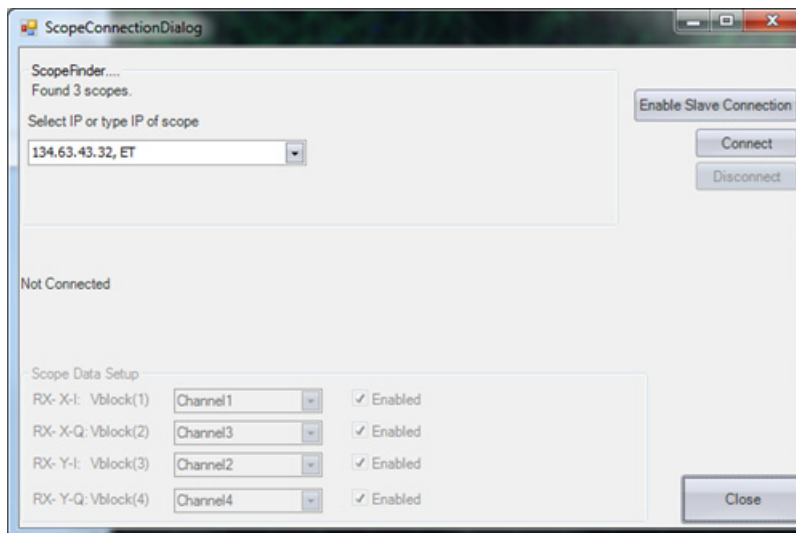 ScopeConnectionDialog
ScopeFinder....
Found 3 scopes.
Select IP or type IP of scope
134.63.43.32, ET
Enable Slave Connection
Connect
Disconnect
Not Connected
Scope Data Setup
RX- X-I: Vblock(1) Channel1 Enabled
RX- X-Q: Vblock(2) Channel3 Enabled
RX- Y-I: Vblock(3) Channel2 Enabled
RX- Y-Q: Vblock(4) Channel4 Enabled
Close